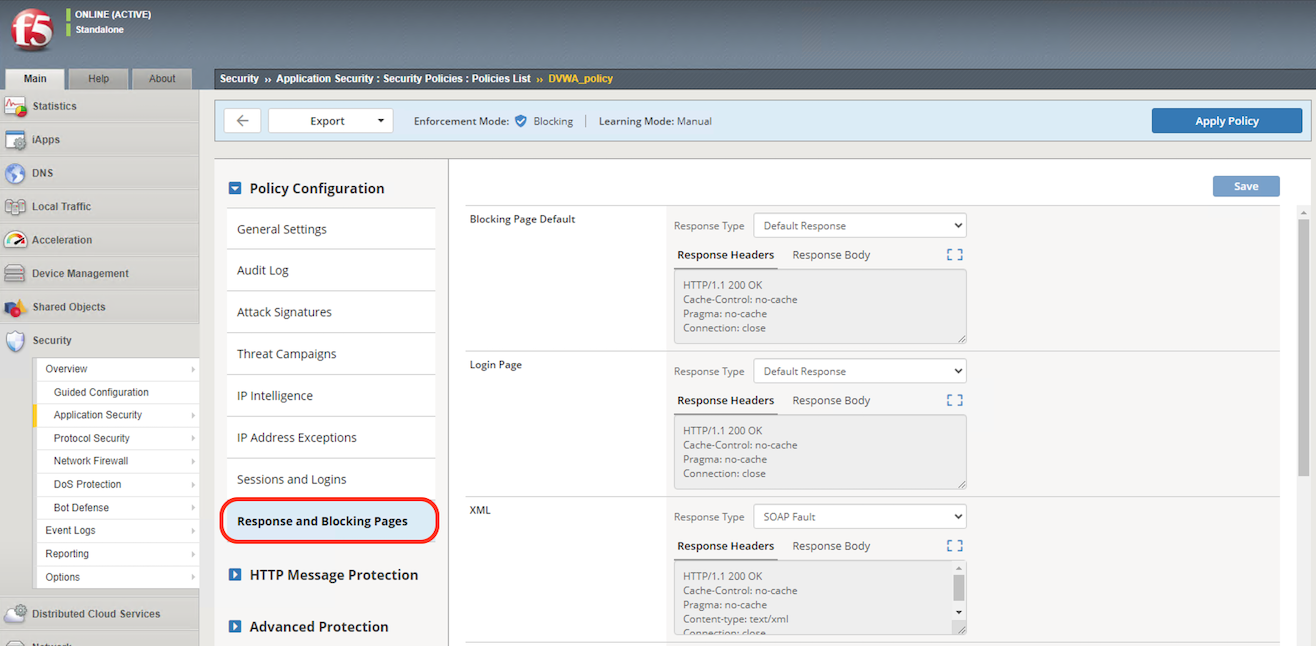 f5
ONLINE (ACTIVE)
Standalone
Main
Help
About
Security ›› Application Security : Security Policies : Policies List ›› DVWA_policy
Statistics
iApps
DNS
Local Traffic
Acceleration
Device Management
Shared Objects
Security
Overview
Guided Configuration
Application Security
Protocol Security
Network Firewall
DoS Protection
Bot Defense
Event Logs
Reporting
Options
Distributed Cloud Services
Network
Export
Enforcement Mode: Blocking
Learning Mode: Manual
Apply Policy
Policy Configuration
General Settings
Audit Log
Attack Signatures
Threat Campaigns
IP Intelligence
IP Address Exceptions
Sessions and Logins
Response and Blocking Pages
HTTP Message Protection
Advanced Protection
Save
Blocking Page Default
Response Type Default Response
Response Headers Response Body
HTTP/1.1 200 OK
Cache-Control: no-cache
Pragma: no-cache
Connection: close
Login Page
Response Type Default Response
Response Headers Response Body
HTTP/1.1 200 OK
Cache-Control: no-cache
Pragma: no-cache
Connection: close
XML
Response Type SOAP Fault
Response Headers Response Body
HTTP/1.1 200 OK
Cache-Control: no-cache
Pragma: no-cache
Content-type: text/xml
Connection: close